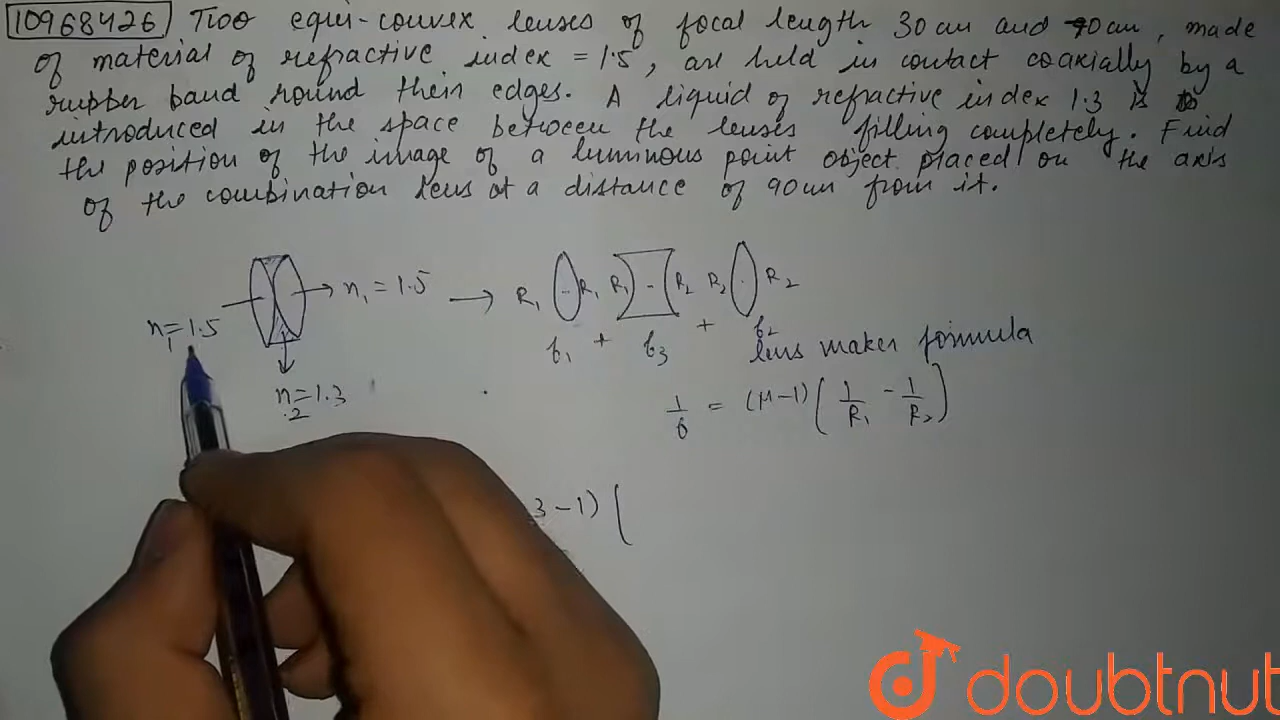 10968426 Two equi-convex lenses of focal length 30 cm and 70 cm, made
of material of refractive index = 1.5, are held in contact coaxially by a
rubber band round their edges. A liquid of refractive index 1.3 is
introduced in the space between the lenses filling completely. Find
the position of the image of a luminous point object placed on the axis
of the combination lens at a distance of 90 cm from it.
n1 = 1.5 n1 = 1.5 → R1 - R1 R1 - R2 R2 . R2
n2 = 1.3 f1 + f3 + f2
lens maker formula
1/f = (μ-1) ( 1/R1 - 1/R2 )
3 - 1) (
doubtnut